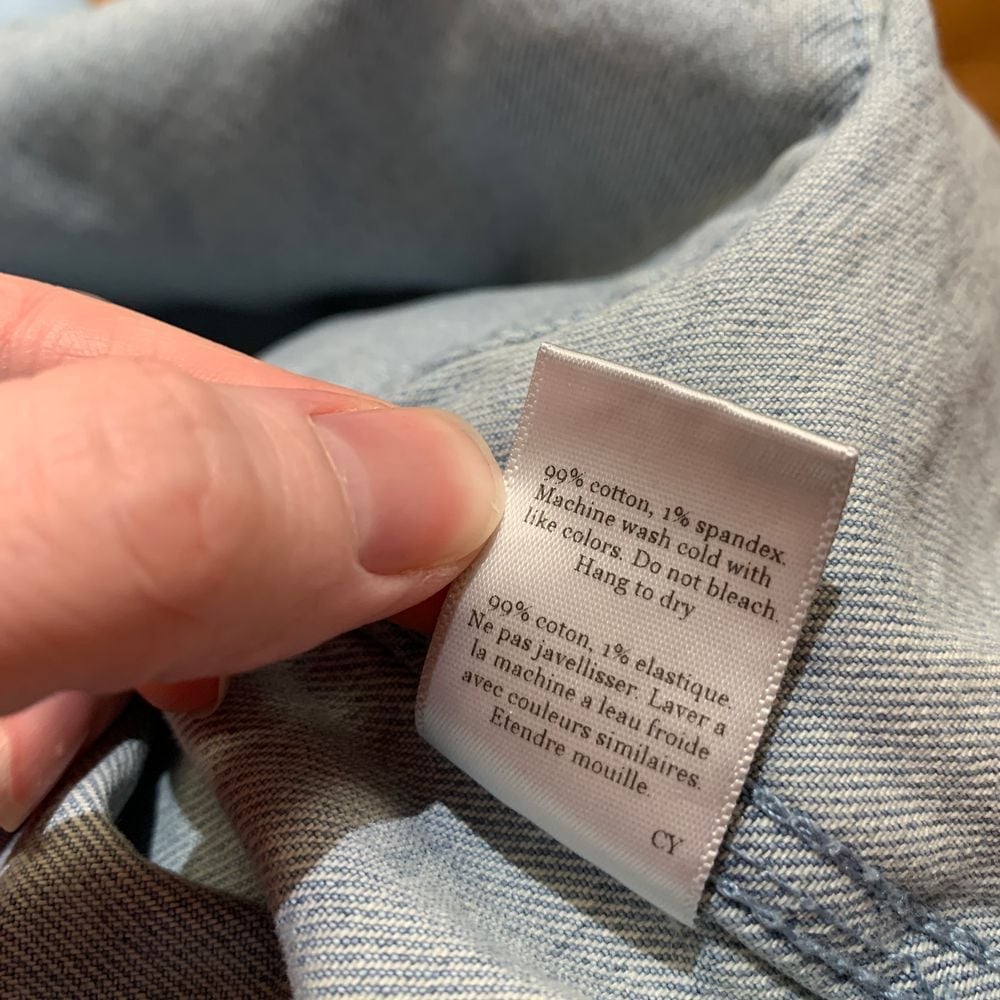 99% cotton, 1% spandex.
Machine wash cold with
like colors. Do not bleach.
Hang to dry
99% coton, 1% elastique
Ne pas javellisser. Laver a
la machine a leau froide
avec couleurs similaires.
Etendre mouille.
CY